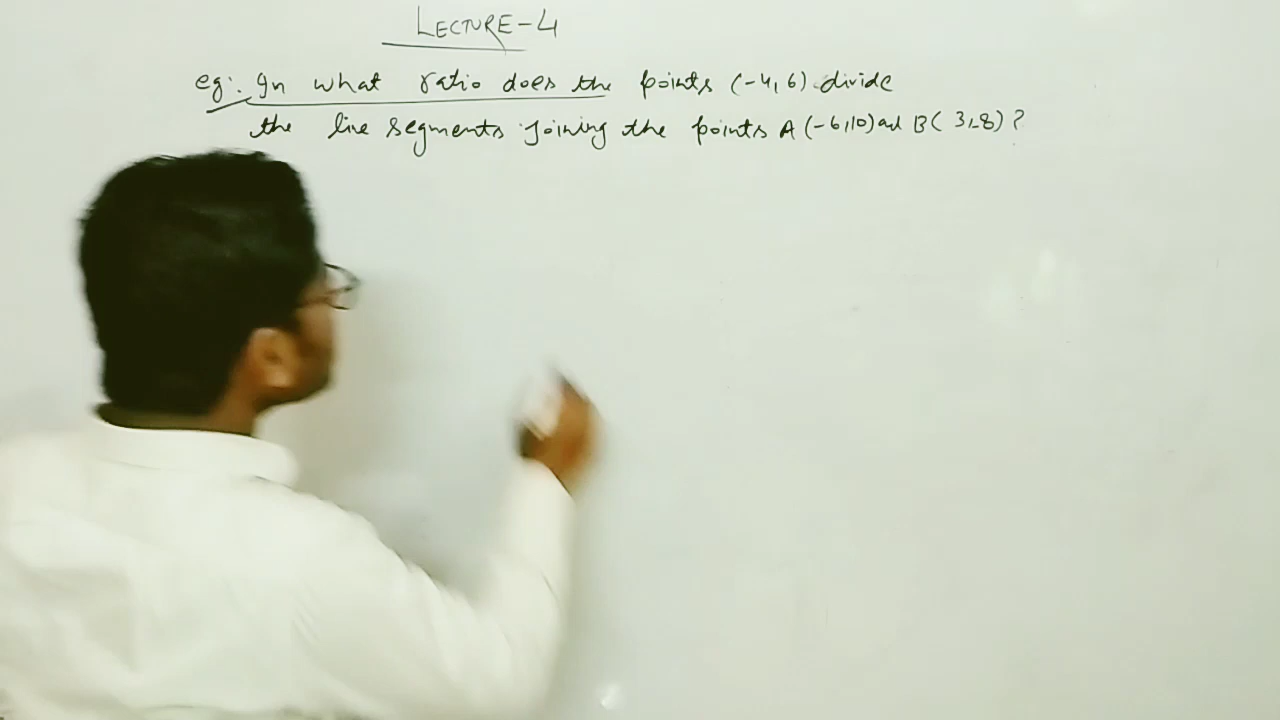 LECTURE-4
eg: In what ratio does the points (-4,6) divide
the line segments joining the points A (-6,10) and B( 3,-8) ?